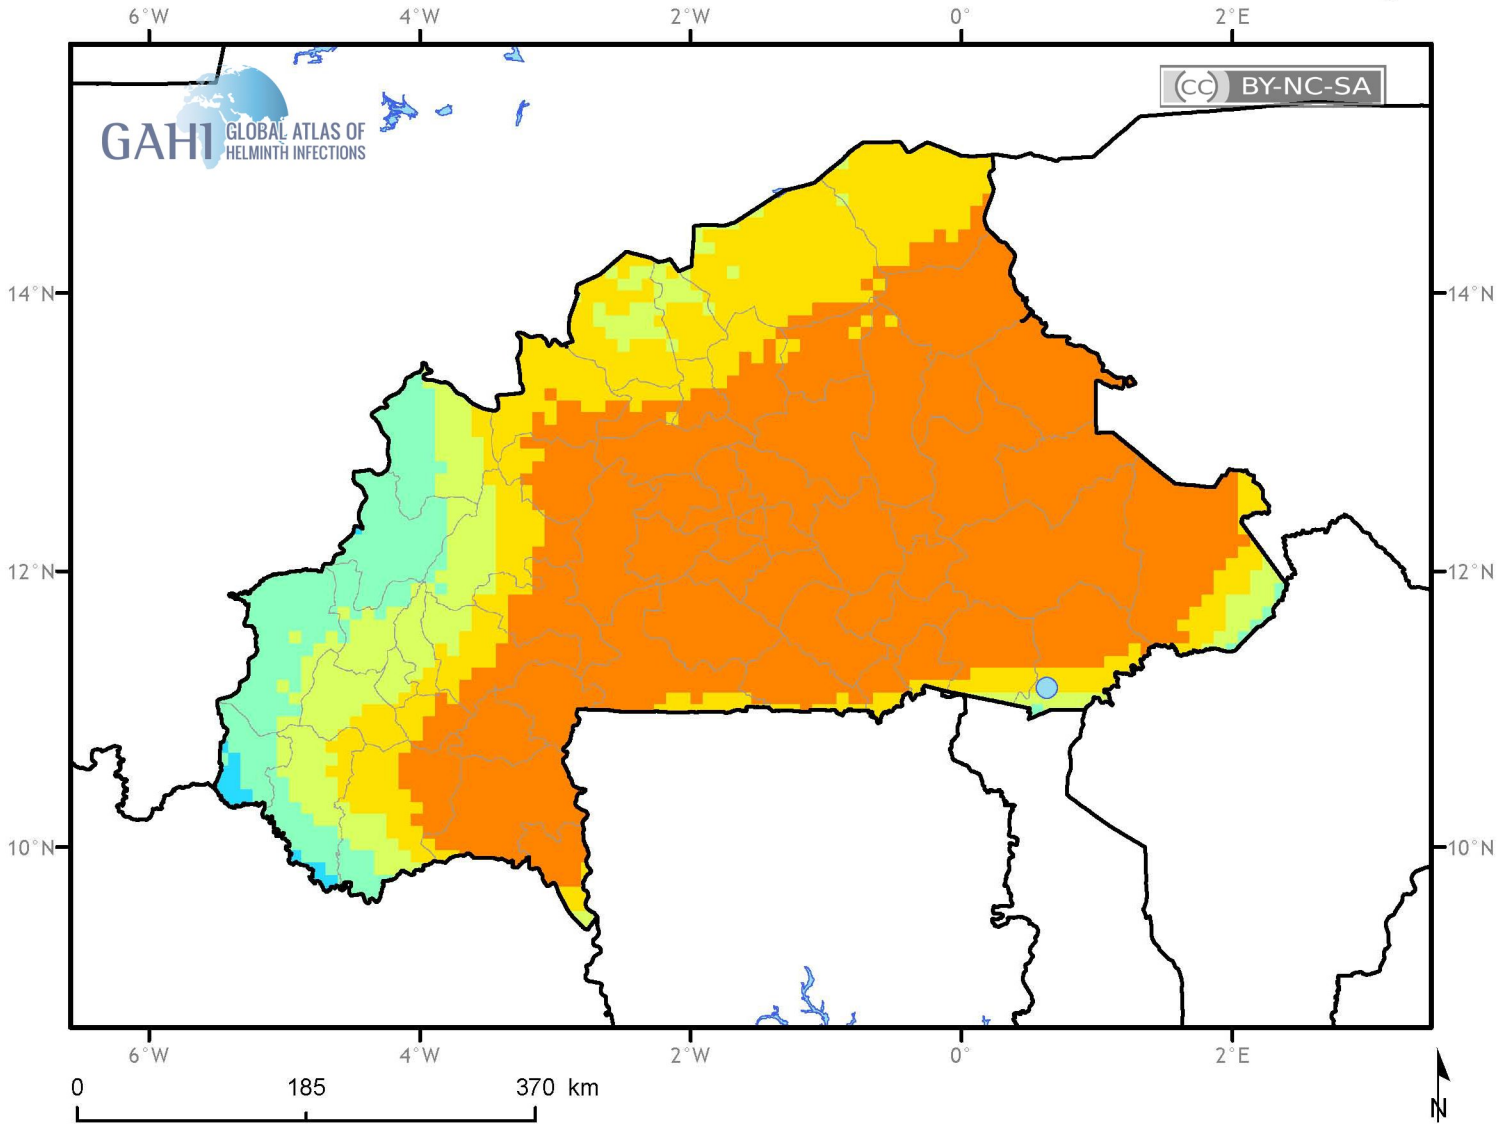 6°W 4°W 2°W 0° 2°E
(cc) BY-NC-SA
GAHI GLOBAL ATLAS OF
HELMINTH INFECTIONS
14°N 14°N
12°N 12°N
10°N 10°N
6°W 4°W 2°W 0° 2°E
0 185 370 km
N